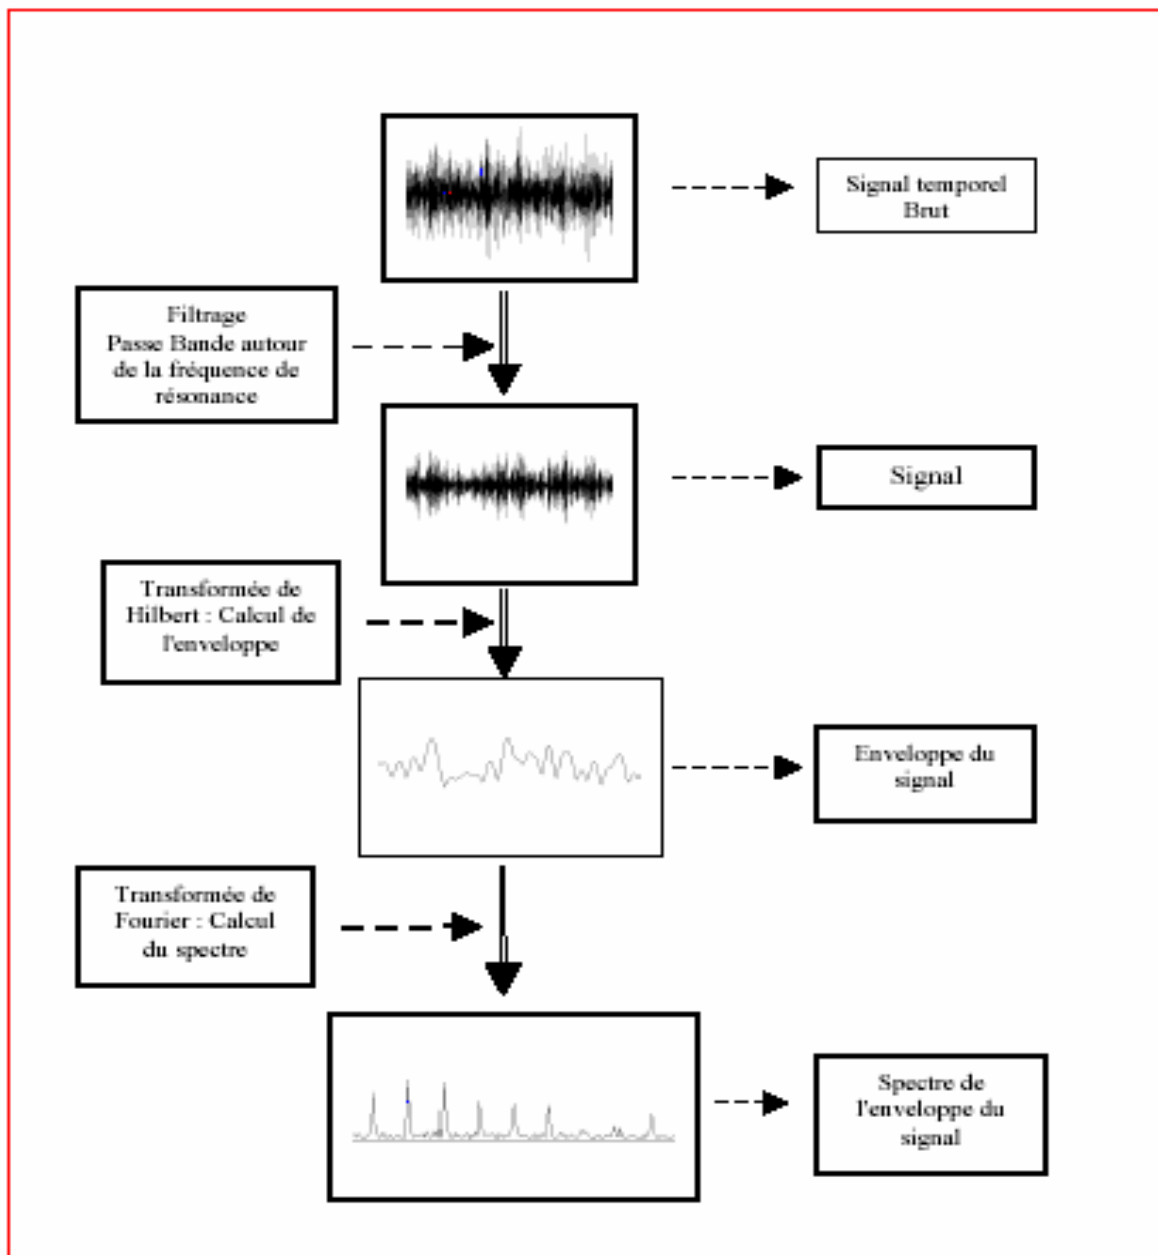 Signal temporel
Brut
Filtrage
Passe Bande autour
de la fréquence de
résonance
Signal
Transformée de
Hilbert : Calcul de
l'enveloppe
Enveloppe du
signal
Transformée de
Fourier : Calcul
du spectre
Spectre de
l'enveloppe du
signal